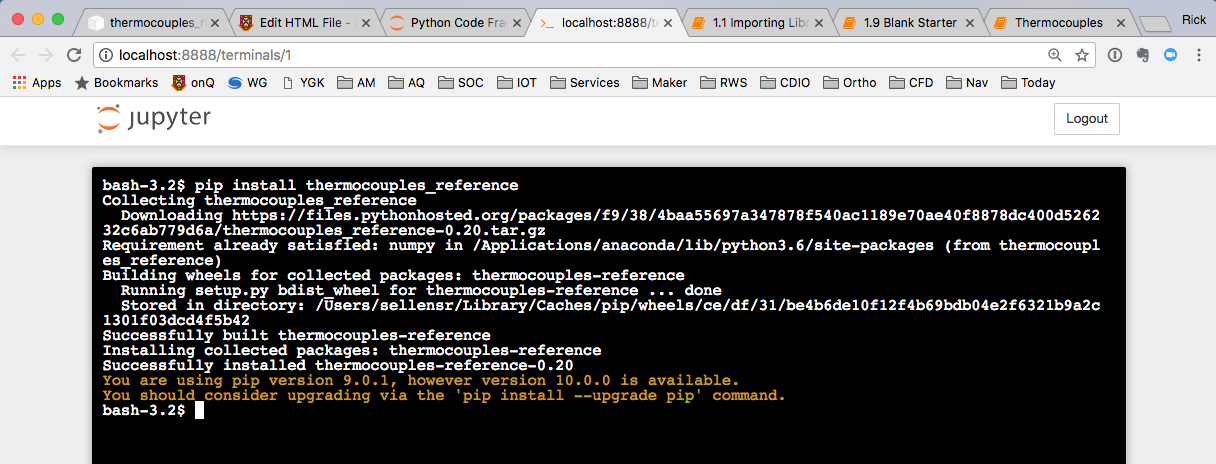 thermocouples_r
Edit HTML File -
Python Code Fra
localhost:8888/te
1.1 Importing Libr
1.9 Blank Starter
Thermocouples
Rick
localhost:8888/terminals/1
Apps
Bookmarks
onQ
WG
YGK
AM
AQ
SOC
IOT
Services
Maker
RWS
CDIO
Ortho
CFD
Nav
Today
jupyter
Logout
bash-3.2$ pip install thermocouples_reference
Collecting thermocouples_reference
Downloading https://files.pythonhosted.org/packages/f9/38/4baa55697a347878f540ac1189e70ae40f8878dc400d5262
32c6ab779d6a/thermocouples_reference-0.20.tar.gz
Requirement already satisfied: numpy in /Applications/anaconda/lib/python3.6/site-packages (from thermocoupl
es_reference)
Building wheels for collected packages: thermocouples-reference
Running setup.py bdist_wheel for thermocouples-reference ... done
Stored in directory: /Users/sellensr/Library/Caches/pip/wheels/ce/df/31/be4b6de10f12f4b69bdb04e2f6321b9a2c
1301f03dcd4f5b42
Successfully built thermocouples-reference
Installing collected packages: thermocouples-reference
Successfully installed thermocouples-reference-0.20
You are using pip version 9.0.1, however version 10.0.0 is available.
You should consider upgrading via the 'pip install --upgrade pip' command.
bash-3.2$